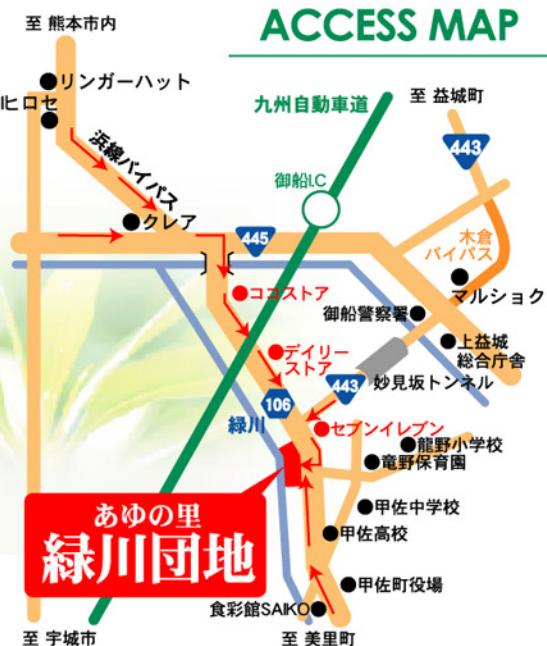 ACCESS MAP
至 熊本市内
リンガーハット
ヒロセ
九州自動車道
至 益城町
443
浜線バイパス
御船I.C
クレア
445
木倉
バイパス
マルショク
ココストア
御船警察署
上益城
総合庁舎
デイリー
ストア
妙見坂トンネル
443
106
緑川
セブンイレブン
龍野小学校
竜野保育園
あゆの里
緑川団地
甲佐中学校
甲佐高校
甲佐町役場
食彩館SAIKO
至 宇城市
至 美里町